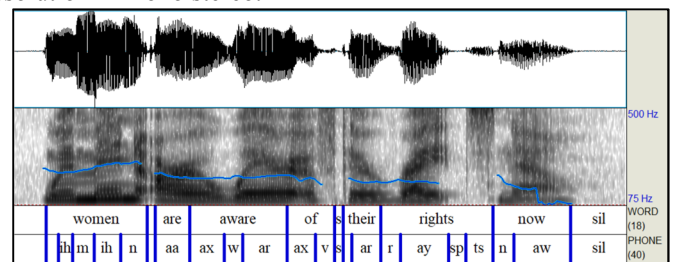 500 Hz
75 Hz
women are aware of s their rights now sil WORD
(18)
ih m ih n aa ax w ar ax v s ar r ay sp ts n aw sil PHONE
(40)